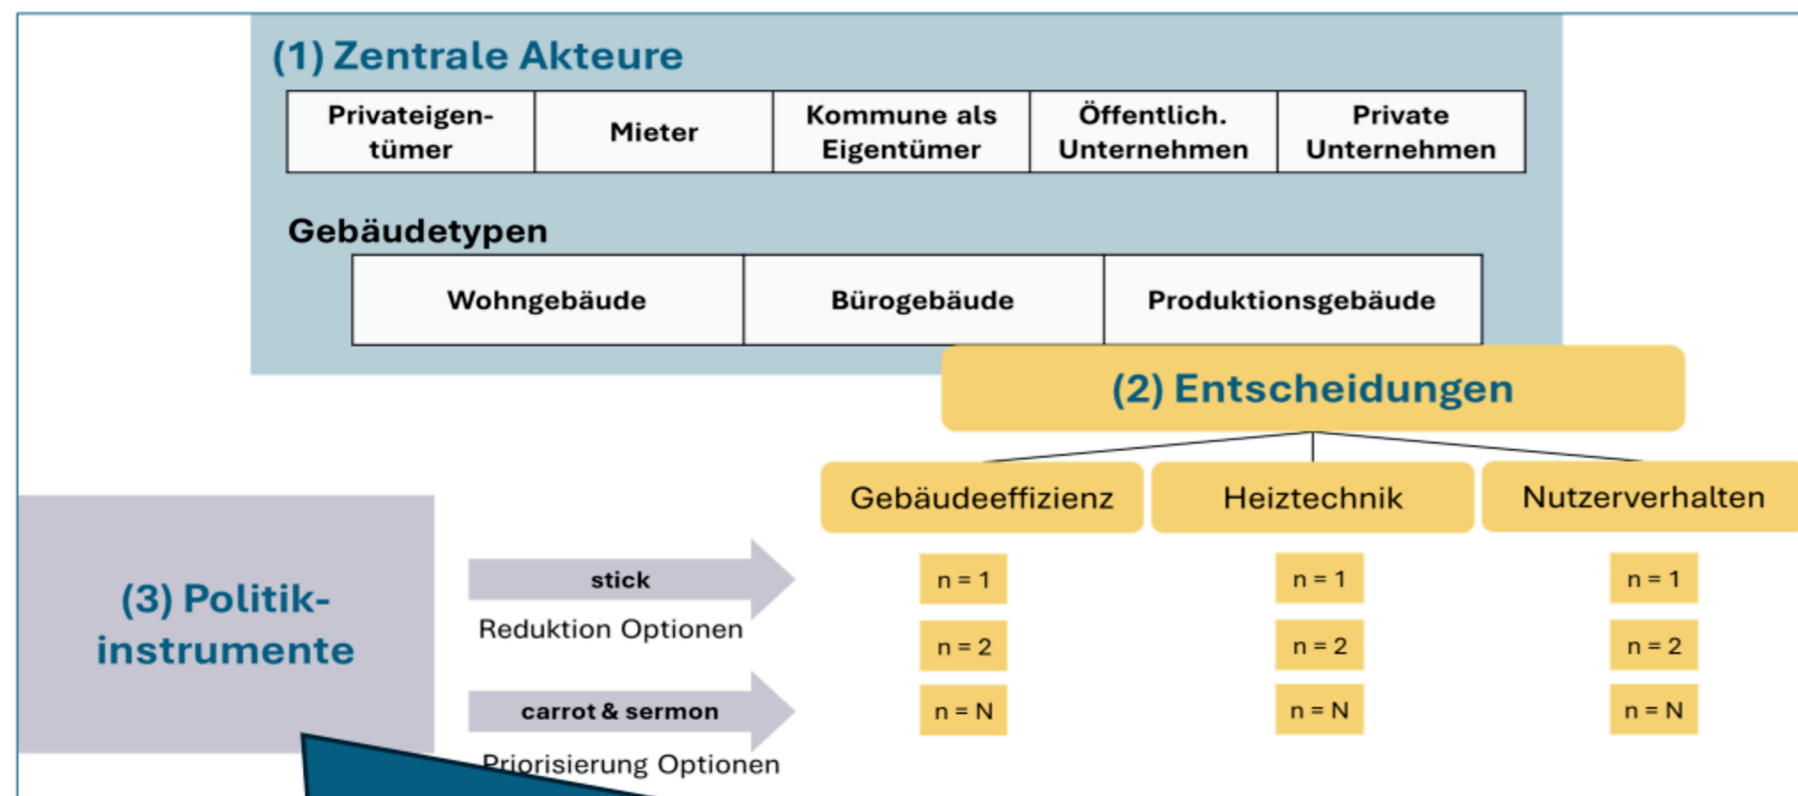 (1) Zentrale Akteure
Privateigen-
tümer
Mieter
Kommune als
Eigentümer
Öffentlich.
Unternehmen
Private
Unternehmen
Gebäudetypen
Wohngebäude
Bürogebäude
Produktionsgebäude
(2) Entscheidungen
Gebäudeeffizienz
Heiztechnik
Nutzerverhalten
(3) Politik-
instrumente
stick
Reduktion Optionen
carrot & sermon
Priorisierung Optionen
n = 1
n = 1
n = 1
n = 2
n = 2
n = 2
n = N
n = N
n = N